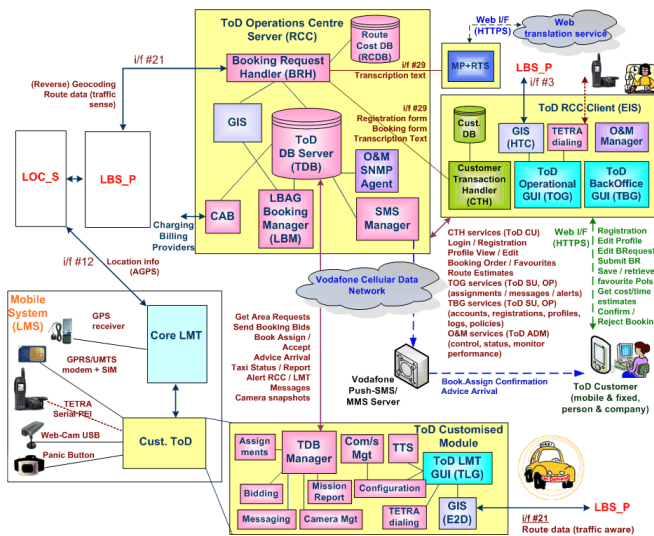 ToD Operations Centre
Server (RCC)
Route
Cost DB
(RCDB)
Booking Request
Handler (BRH)
i/f #21
(Reverse) Geocoding
Route data (traffic
sense)
i/f #29
Transcription text
GIS
ToD
DB Server
(TDB)
i/f #29
Registration form
Booking form
Transcription Text
O&M
SNMP
Agent
LBAG
Booking
Manager (LBM)
CAB
SMS
Manager
Charging
Billing
Providers
LOC_S
LBS_P
Web I/F
(HTTPS)
Web
translation service
MP+RTS
LBS_P
i/f #3
ToD RCC Client (EIS)
Cust.
DB
GIS
(HTC)
TETRA
dialing
O&M
Manager
Customer
Transaction
Handler
(CTH)
ToD
Operational
GUI (TOG)
ToD
BackOffice
GUI (TBG)
i/f #12
Location info
(AGPS)
Vodafone Cellular Data
Network
CTH services (ToD CU)
Login / Registration
Profile View / Edit
Booking Order / Favourites
Route Estimates
TOG services (ToD SU, OP)
(assignments / messages / alerts)
TBG services (ToD SU, OP)
(accounts, registrations, profiles,
logs, policies)
O&M services (ToD ADM)
(control, status, monitor
performance)
Web I/F
(HTTPS)
Registration
Edit Profile
Edit BRequest
Submit BR
Save / retrieve
favourite PoIs
Get cost/time
estimates
Confirm /
Reject Booking
Mobile
System (LMS)
GPS
receiver
Core LMT
GPRS/UMTS
modem + SIM
TETRA
Serial PEI
Web-Cam USB
Panic Button
Cust. ToD
Get Area Requests
Send Booking Bids
Book Assign /
Accept
Advice Arrival
Taxi Status / Report
Alert RCC / LMT
Messages
Camera snapshots
Vodafone
Push-SMS/
MMS Server
Book.Assign Confirmation
Advice Arrival
ToD Customer
(mobile & fixed,
person & company)
ToD Customised
Module
Assign
ments
TDB
Manager
Com/s
Mgt
TTS
ToD LMT
GUI (TLG)
Bidding
Mission
Report
Configuration
Messaging
Camera Mgt
TETRA
dialing
GIS
(E2D)
LBS_P
i/f #21
Route data (traffic aware)